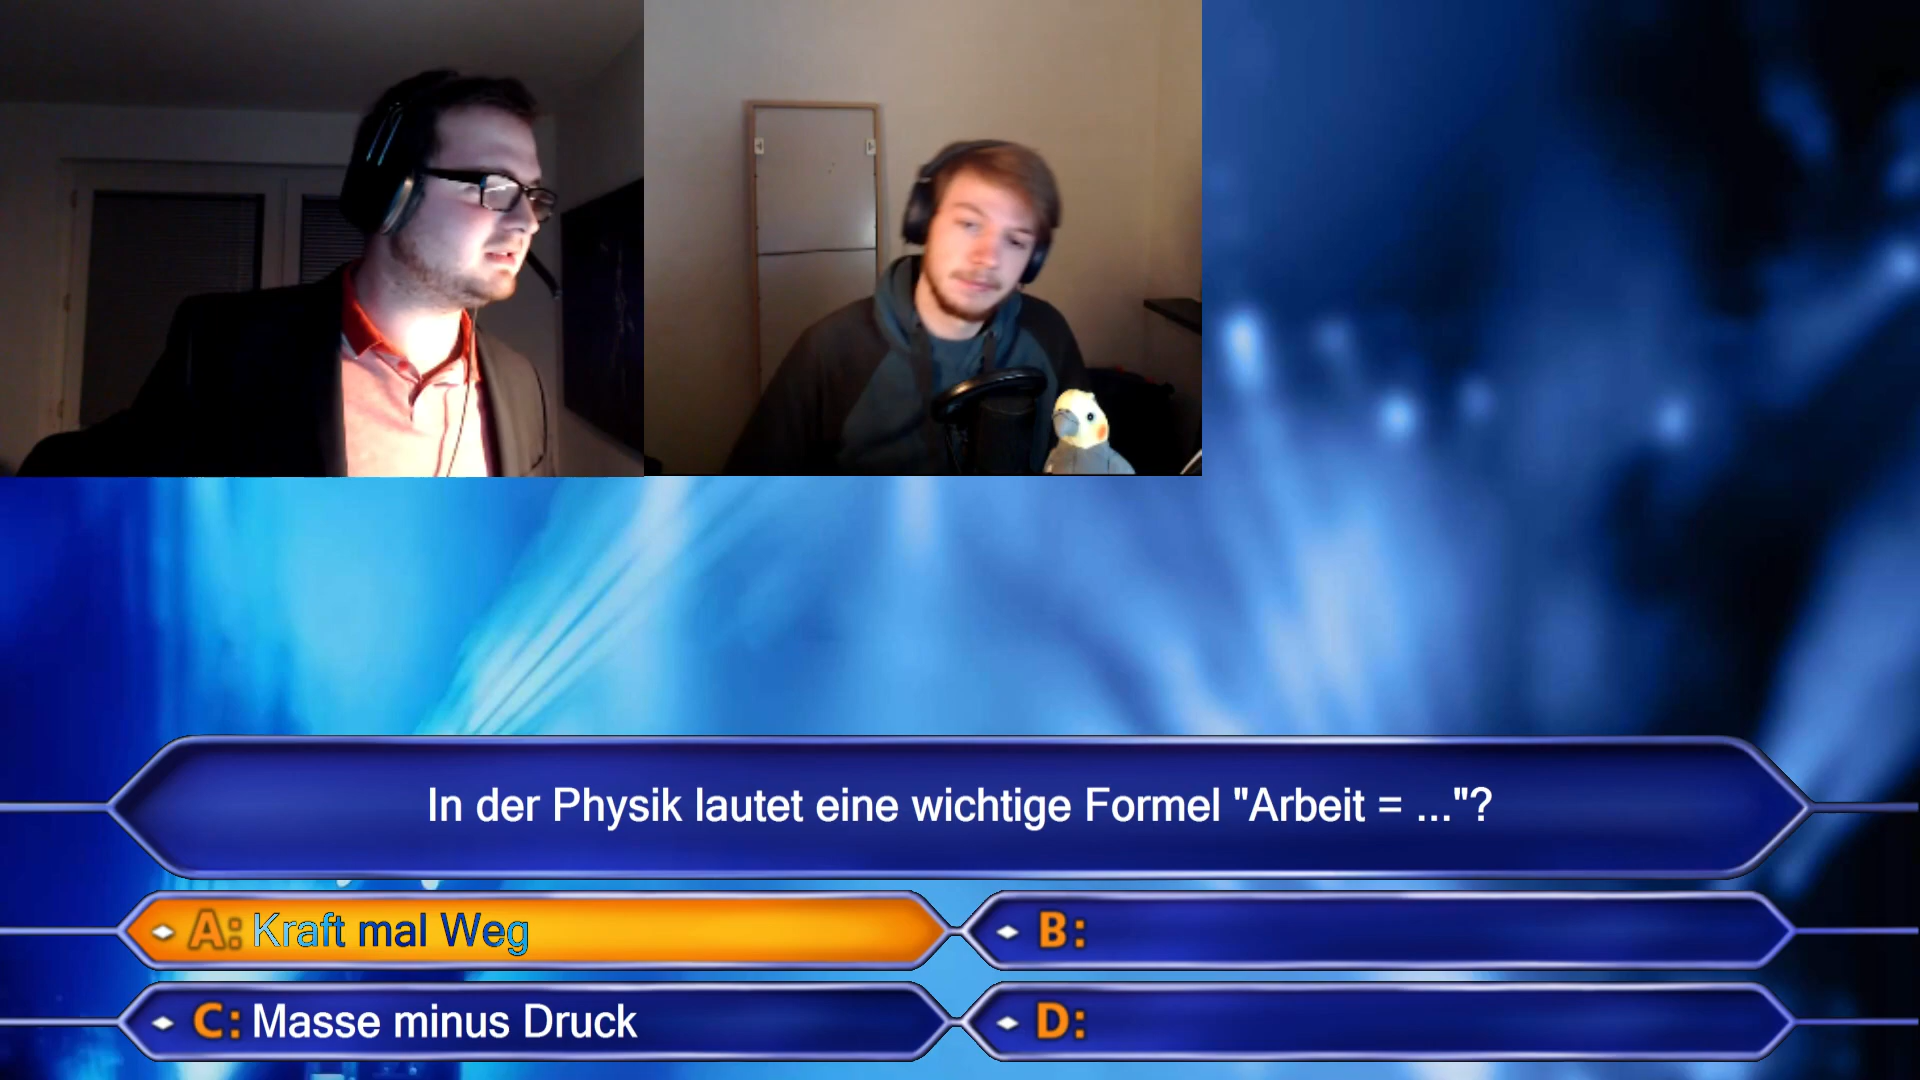 In der Physik lautet eine wichtige Formel "Arbeit = ..."?
A: Kraft mal Weg
B:
C: Masse minus Druck
D: